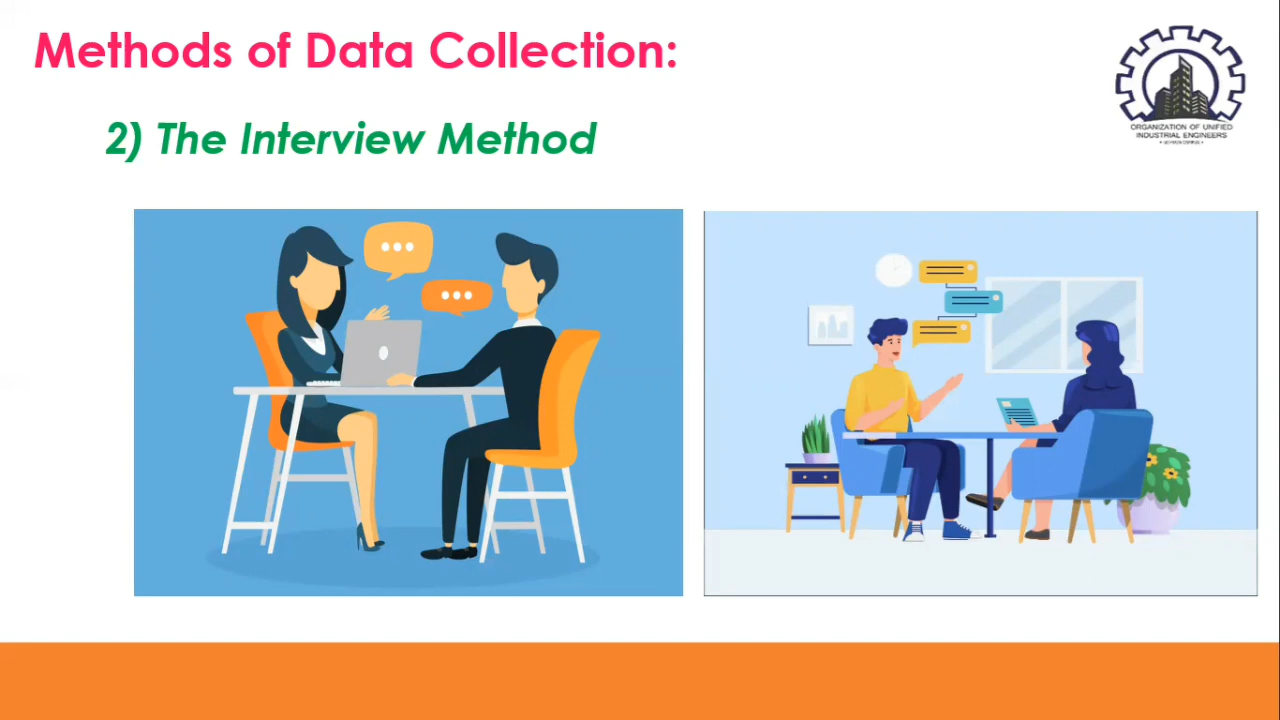 Methods of Data Collection:
2) The Interview Method
ORGANIZATION OF UNIFIED
INDUSTRIAL ENGINEERS